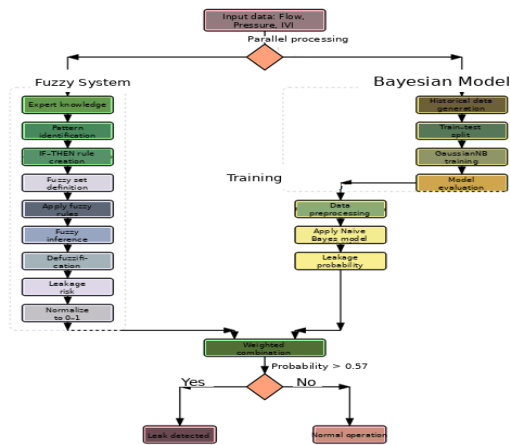 Input data: Flow,
Pressure, IVI
Parallel processing
Fuzzy System
Expert knowledge
Pattern
identification
IF-THEN rule
creation
Fuzzy set
definition
Apply fuzzy
rules
Fuzzy
inference
Defuzzifi-
cation
Leakage
risk
Normalize
to 0-1
Bayesian Model
Historical data
generation
Train-test
split
GaussianNB
training
Model
evaluation
Training
Data
preprocessing
Apply Naive
Bayes model
Leakage
probability
Weighted
combination
Probability > 0.57
Yes
No
Leak detected
Normal operation